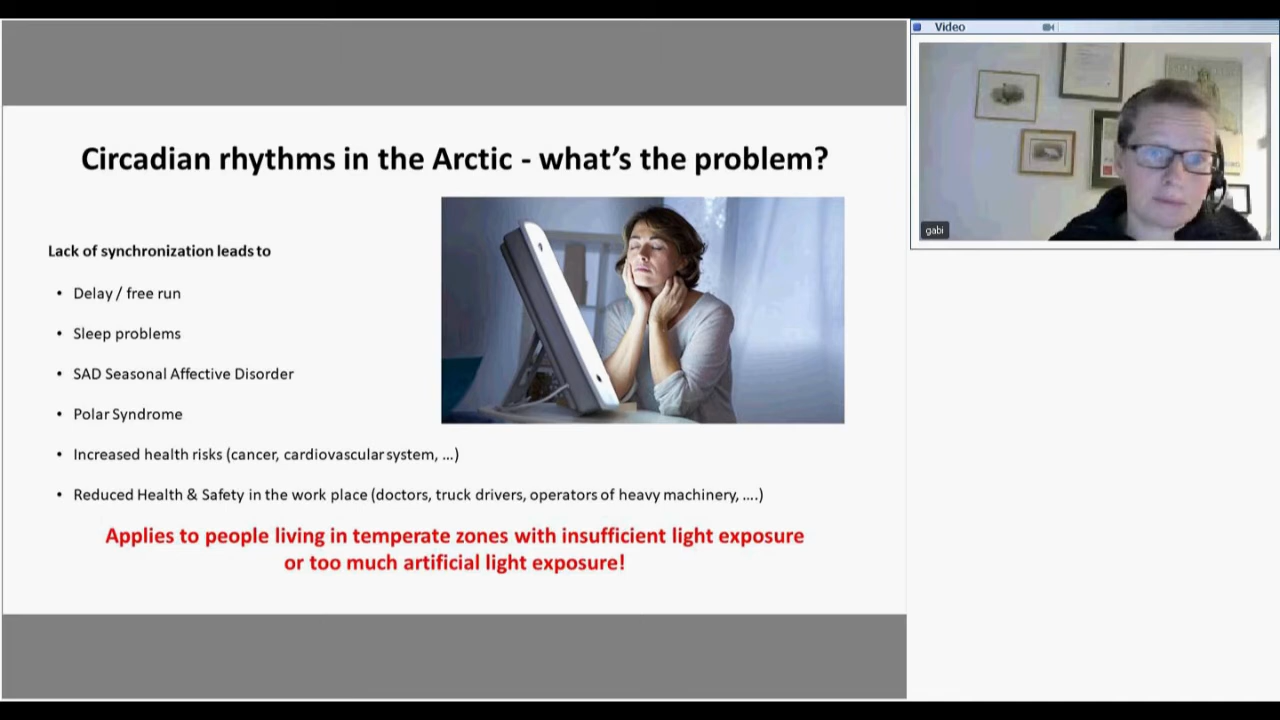 Video
gabi
Circadian rhythms in the Arctic - what's the problem?
Lack of synchronization leads to
• Delay / free run
• Sleep problems
• SAD Seasonal Affective Disorder
• Polar Syndrome
• Increased health risks (cancer, cardiovascular system, ...)
• Reduced Health & Safety in the work place (doctors, truck drivers, operators of heavy machinery, ....)
Applies to people living in temperate zones with insufficient light exposure
or too much artificial light exposure!